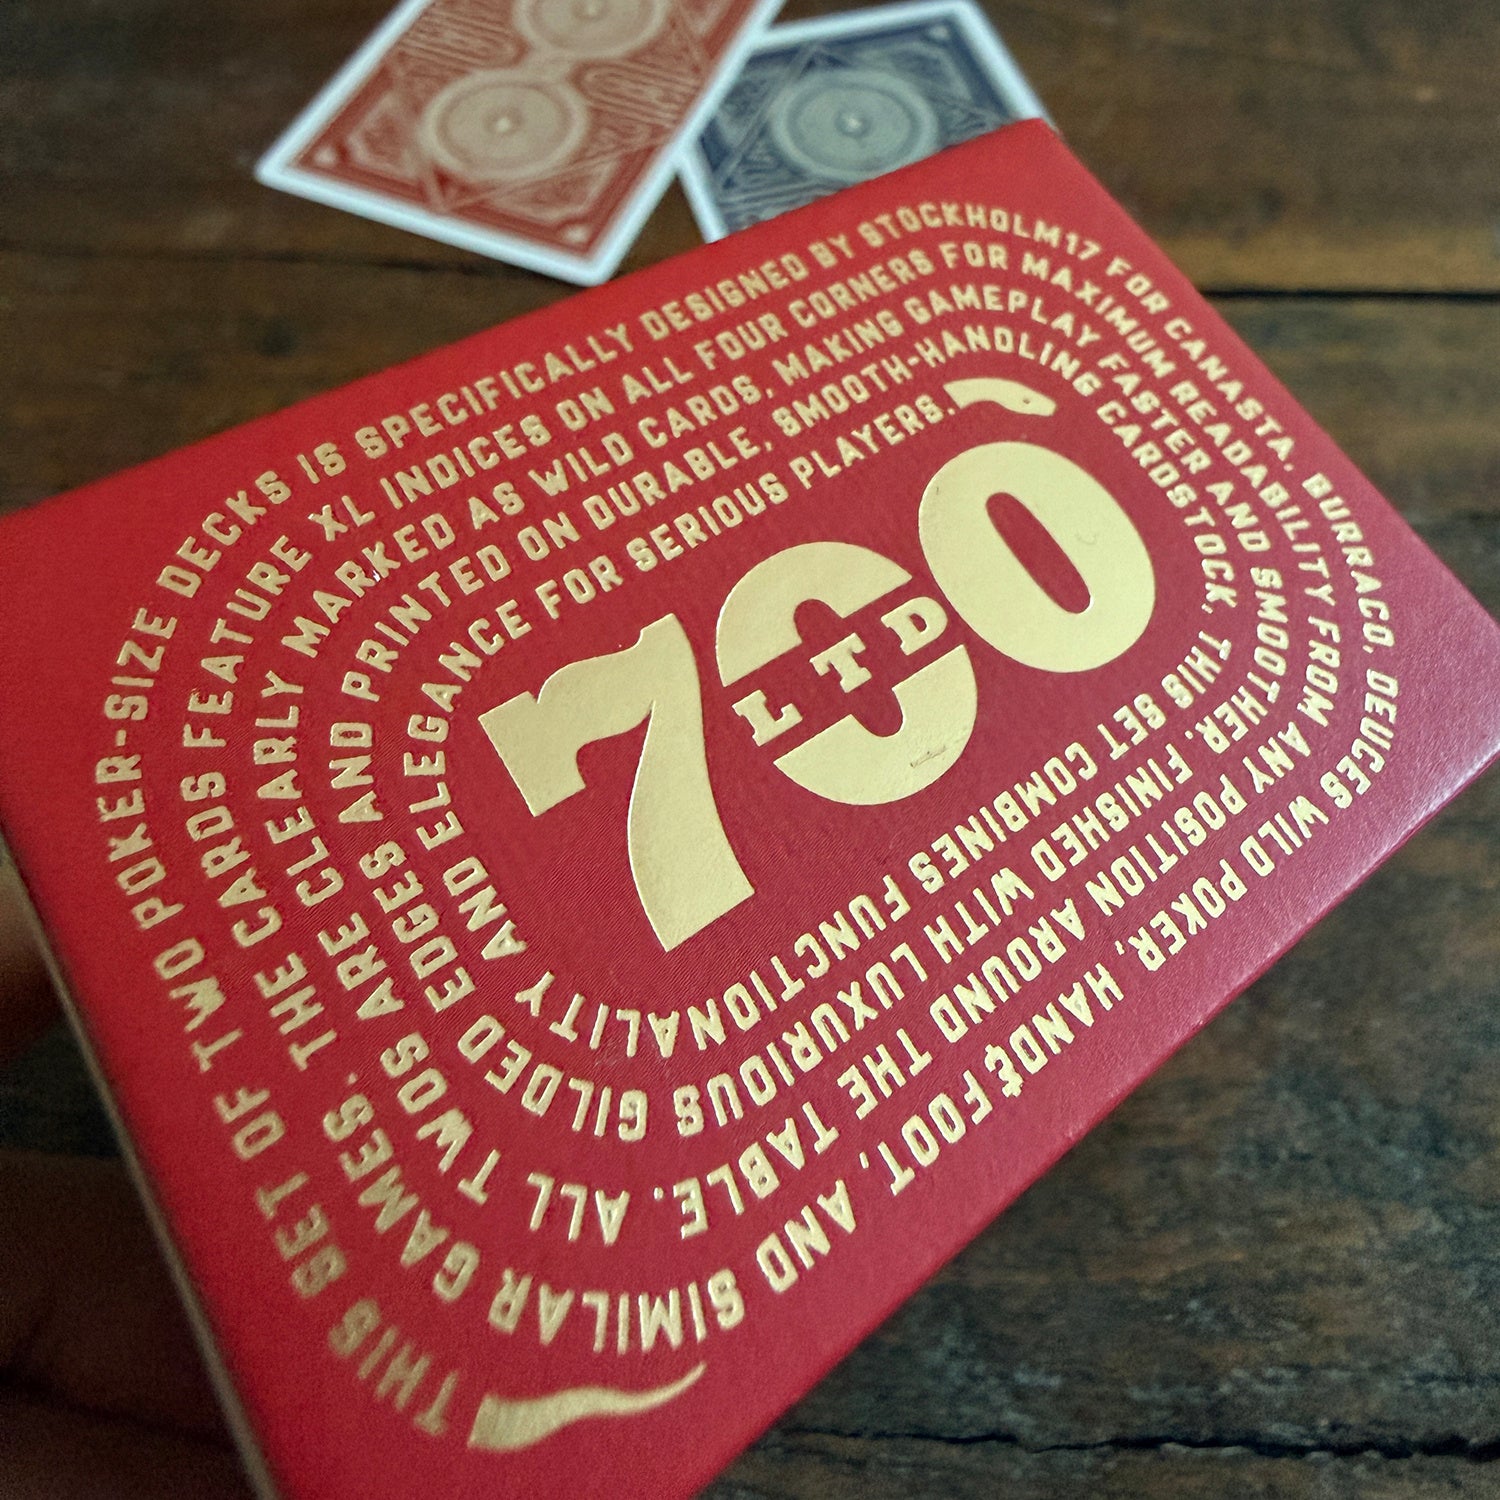 THIS SET OF TWO POKER-SIZE DECKS IS SPECIFICALLY DESIGNED BY STOCKHOLM17 FOR CANASTA, BURRACO, DEUCES WILD POKER, HAND & FOOT, AND SIMILAR
GAMES. THE CARDS FEATURE XL INDICES ON ALL FOUR CORNERS FOR MAXIMUM READABILITY FROM ANY POSITION AROUND THE TABLE. ALL
TWOS ARE CLEARLY MARKED AS WILD CARDS, MAKING GAMEPLAY FASTER AND SMOOTHER. FINISHED WITH LUXURIOUS GILDED
EDGES AND PRINTED ON DURABLE, SMOOTH-HANDLING CARDSTOCK, THIS SET COMBINES FUNCTIONALITY
AND ELEGANCE FOR SERIOUS PLAYERS.
700
LTD